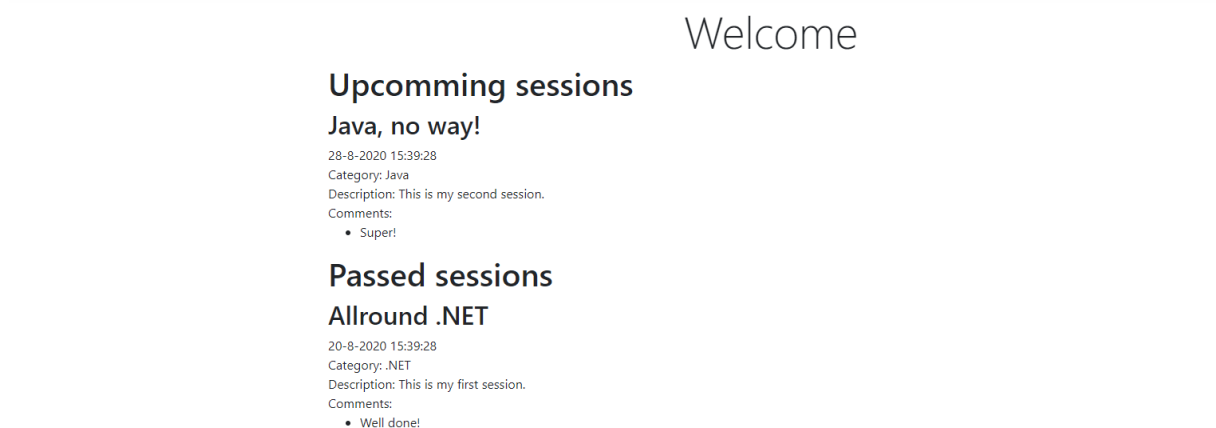 Welcome
Upcomming sessions
Java, no way!
28-8-2020 15:39:28
Category: Java
Description: This is my second session.
Comments:
• Super!
Passed sessions
Allround .NET
20-8-2020 15:39:28
Category: .NET
Description: This is my first session.
Comments:
• Well done!